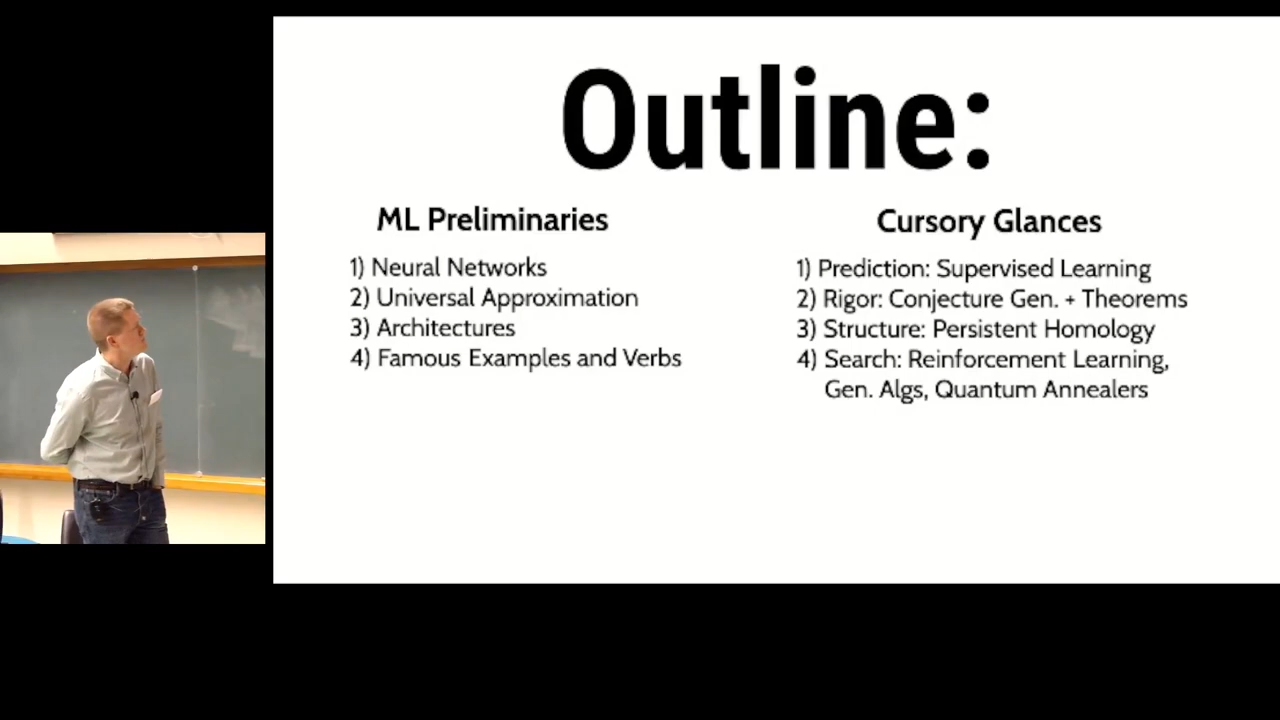 Outline:
ML Preliminaries
1) Neural Networks
2) Universal Approximation
3) Architectures
4) Famous Examples and Verbs
Cursory Glances
1) Prediction: Supervised Learning
2) Rigor: Conjecture Gen. + Theorems
3) Structure: Persistent Homology
4) Search: Reinforcement Learning,
Gen. Algs, Quantum Annealers